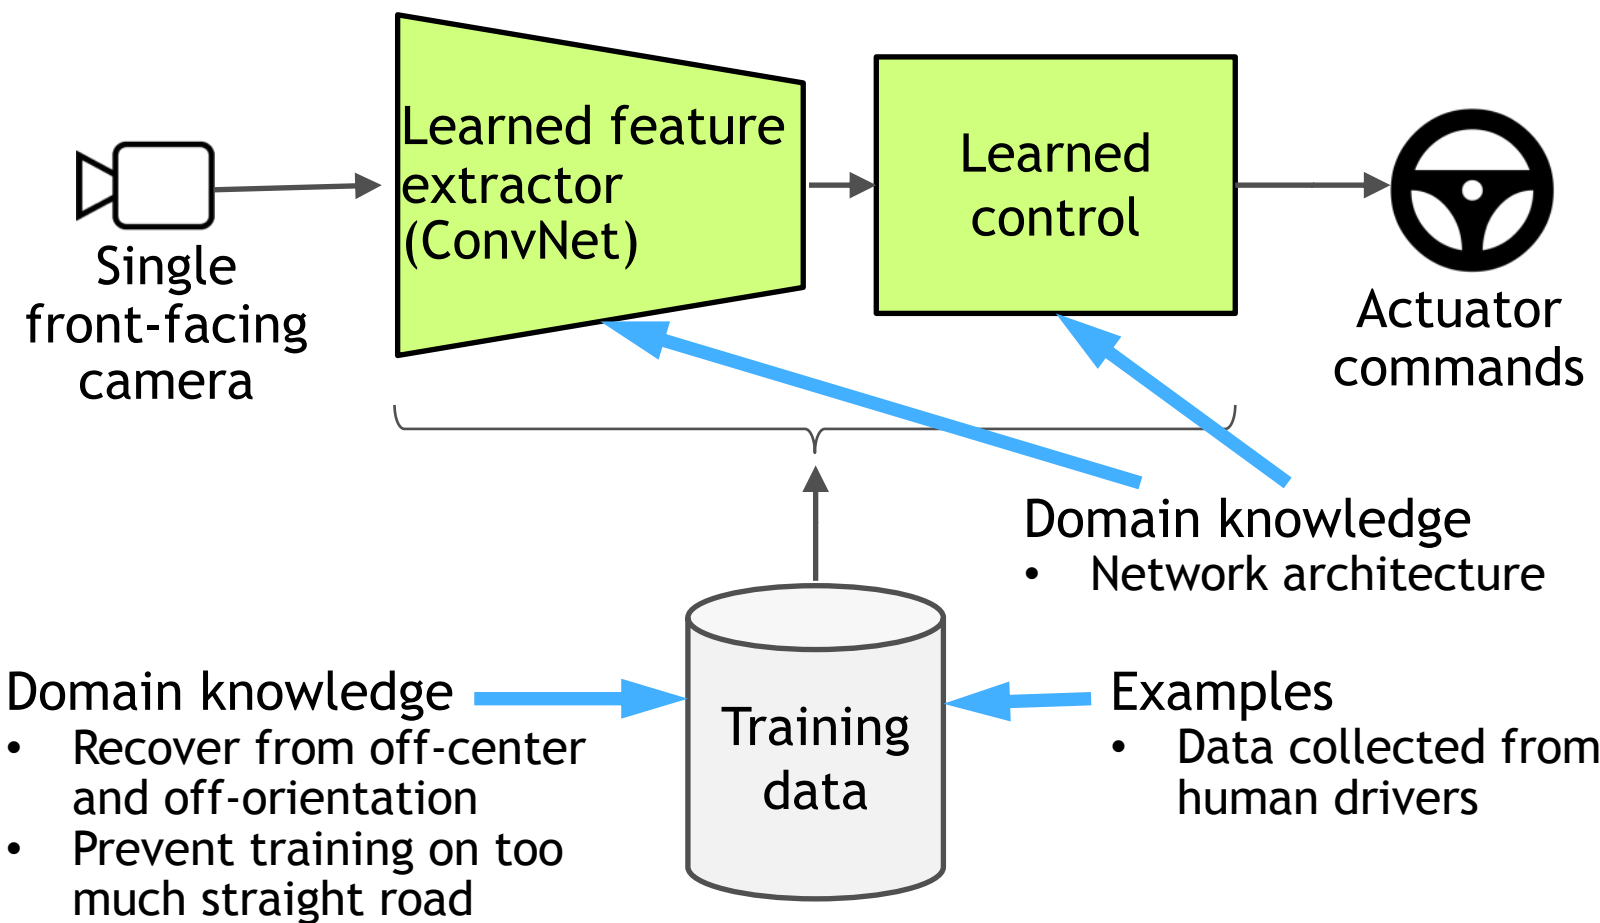 Learned feature
extractor
(ConvNet)
Learned
control
Single
front-facing
camera
Actuator
commands
Domain knowledge
• Network architecture
Domain knowledge
• Recover from off-center
and off-orientation
• Prevent training on too
much straight road
Training
data
Examples
• Data collected from
human drivers